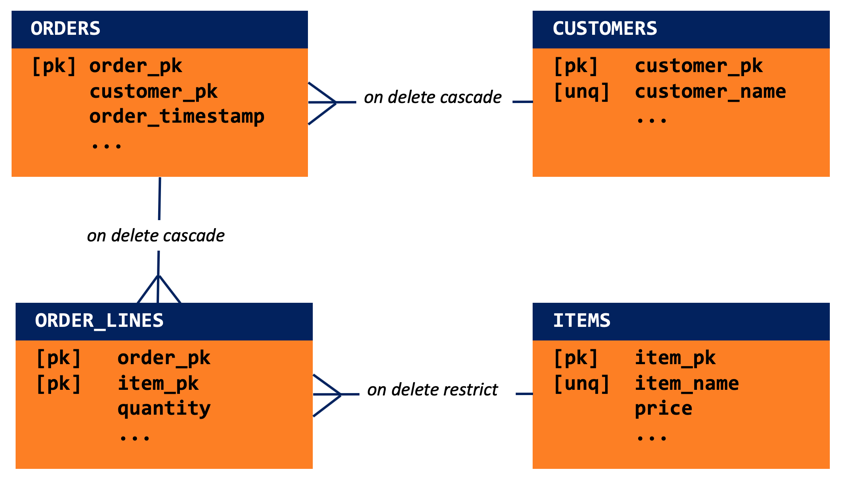 ORDERS
[pk] order_pk
customer_pk
order_timestamp
...
on delete cascade
CUSTOMERS
[pk] customer_pk
[unq] customer_name
...
on delete cascade
ORDER_LINES
[pk] order_pk
[pk] item_pk
quantity
...
on delete restrict
ITEMS
[pk] item_pk
[unq] item_name
price
...